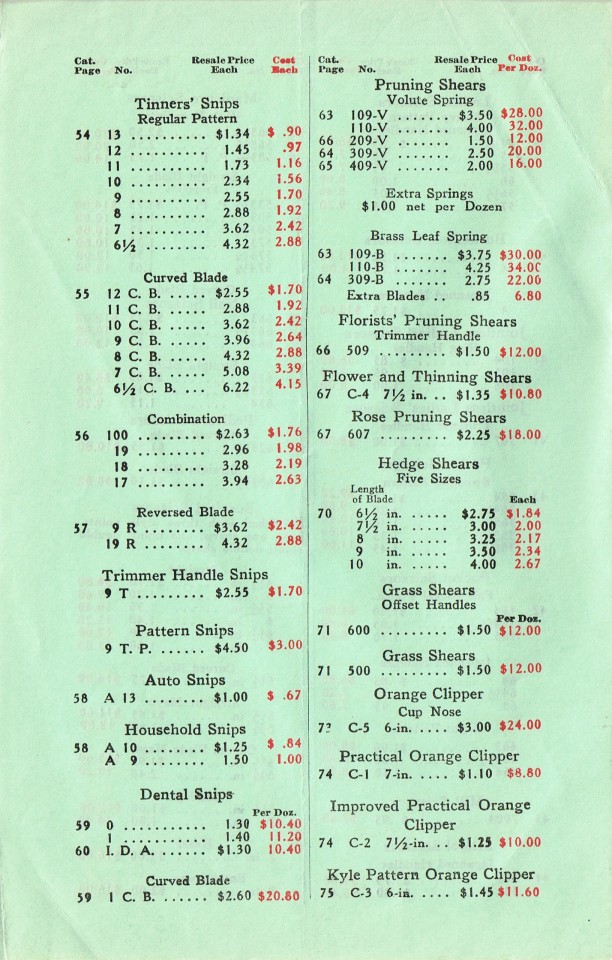 Cat. Resale Price Cost
Page No. Each Each
Tinners' Snips
Regular Pattern
54 13 .......... $1.34 $ .90
12 .......... 1.45 .97
11 .......... 1.73 1.16
10 .......... 2.34 1.56
9 .......... 2.55 1.70
8 .......... 2.88 1.92
7 .......... 3.62 2.42
6½ ........ 4.32 2.88
Curved Blade
55 12 C. B. ..... $2.55 $1.70
11 C. B. ..... 2.88 1.92
10 C. B. ..... 3.62 2.42
9 C. B. ..... 3.96 2.64
8 C. B. ..... 4.32 2.88
7 C. B. ..... 5.08 3.39
6½ C. B. ... 6.22 4.15
Combination
56 100 ......... $2.63 $1.76
19 ......... 2.96 1.98
18 ......... 3.28 2.19
17 ......... 3.94 2.63
Reversed Blade
57 9 R ........ $3.62 $2.42
19 R ........ 4.32 2.88
Trimmer Handle Snips
9 T ......... $2.55 $1.70
Pattern Snips
9 T. P. ...... $4.50 $3.00
Auto Snips
58 A 13 ........ $1.00 $ .67
Household Snips
58 A 10 ........ $1.25 $ .84
A 9 ........ 1.50 1.00
Dental Snips
Per Doz.
59 0 ........... 1.30 $10.40
1 ........... 1.40 11.20
60 I. D. A. ...... $1.30 10.40
Curved Blade
59 1 C. B. ...... $2.60 $20.80
Cat. Resale Price Cost
Page No. Each Per Doz.
Pruning Shears
Volute Spring
63 109-V ....... $3.50 $28.00
110-V ....... 4.00 32.00
66 209-V ....... 1.50 12.00
64 309-V ....... 2.50 20.00
65 409-V ....... 2.00 16.00
Extra Springs
$1.00 net per Dozen
Brass Leaf Spring
63 109-B ....... $3.75 $30.00
110-B ....... 4.25 34.00
64 309-B ....... 2.75 22.00
Extra Blades .. .85 6.80
Florists' Pruning Shears
Trimmer Handle
66 509 ......... $1.50 $12.00
Flower and Thinning Shears
67 C-4 7½ in. .. $1.35 $10.80
Rose Pruning Shears
67 607 ......... $2.25 $18.00
Hedge Shears
Five Sizes
Length
of Blade Each
70 6½ in. ..... $2.75 $1.84
7½ in. ..... 3.00 2.00
8 in. ..... 3.25 2.17
9 in. ..... 3.50 2.34
10 in. ..... 4.00 2.67
Grass Shears
Offset Handles
Per Doz.
71 600 ......... $1.50 $12.00
Grass Shears
71 500 ......... $1.50 $12.00
Orange Clipper
Cup Nose
C-5 6-in. .... $3.00 $24.00
Practical Orange Clipper
74 C-1 7-in. .... $1.10 $8.80
Improved Practical Orange
Clipper
74 C-2 7½-in. .. $1.25 $10.00
Kyle Pattern Orange Clipper
75 C-3 6-in. .... $1.45 $11.60